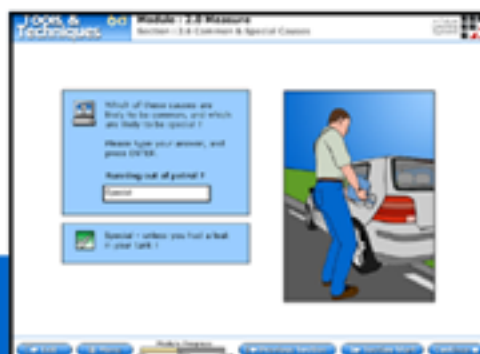 Tools &
Techniques
Module : 2.0 Measure
Section : 2.6 Common & Special Causes
Which of these causes are
likely to be common, and which
are likely to be special ?
Please type your answer, and
press ENTER.
Running out of petrol ?
Special
Special - unless you had a leak
in your tank !